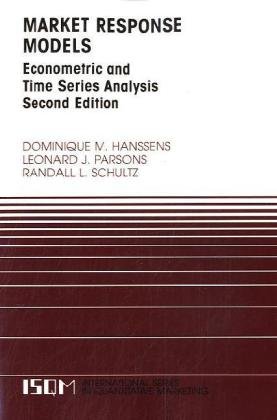 MARKET RESPONSE
MODELS
Econometric and
Time Series Analysis
Second Edition
DOMINIQUE M. HANSSENS
LEONARD J. PARSONS
RANDALL L. SCHULTZ
ISQM INTERNATIONAL SERIES
IN QUANTITATIVE MARKETING